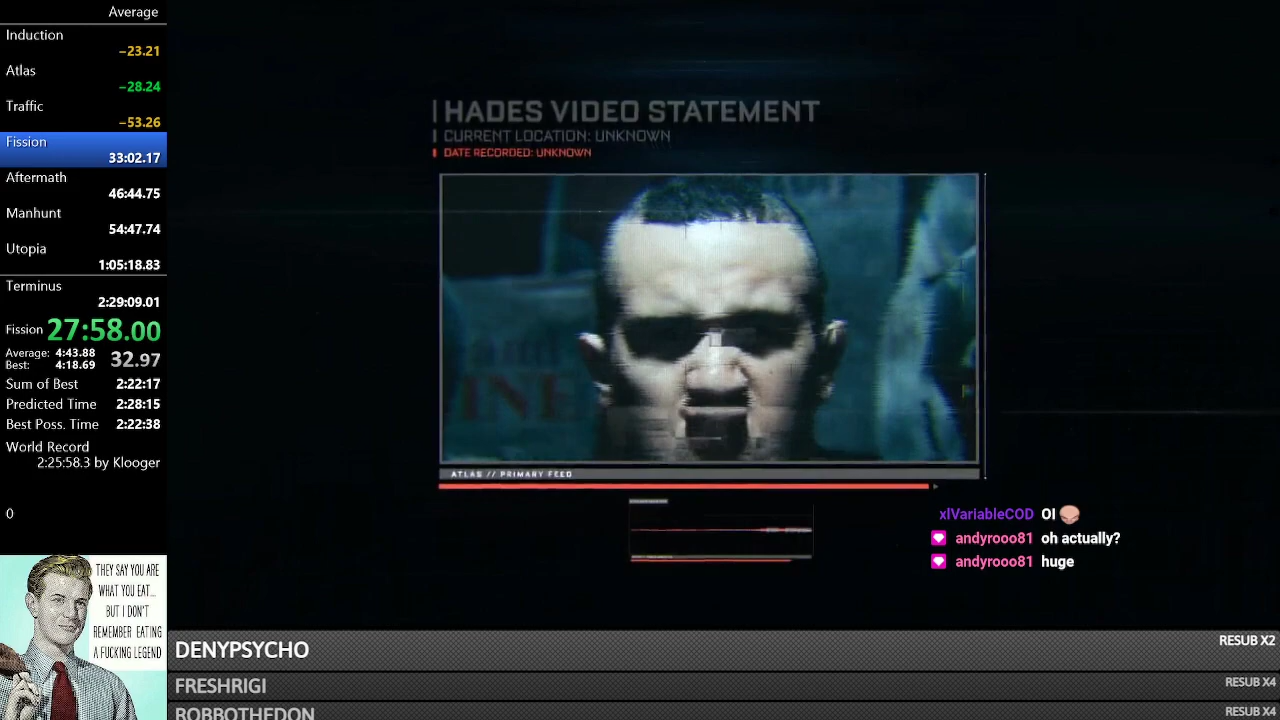 Average
Induction
−23.21
Atlas
−28.24
Traffic
−53.26
Fission
33:02.17
Aftermath
46:44.75
Manhunt
54:47.74
Utopia
1:05:18.83
Terminus
2:29:09.01
Fission 27:58.00
Average: 4:43.88
Best: 4:18.69
32.97
Sum of Best 2:22:17
Predicted Time 2:28:15
Best Poss. Time 2:22:38
World Record
2:25:58.3 by Klooger
0
THEY SAY YOU ARE
WHAT YOU EAT...
BUT I DON'T
REMEMBER EATING
A FUCKING LEGEND
HADES VIDEO STATEMENT
CURRENT LOCATION: UNKNOWN
DATE RECORDED: UNKNOWN
ATLAS // PRIMARY FEED
xlVariableCOD OI
andyrooo81 oh actually?
andyrooo81 huge
DENYPSYCHO RESUB X2
FRESHRIGI RESUB X4
ROBBOTHEDON RESUB X4